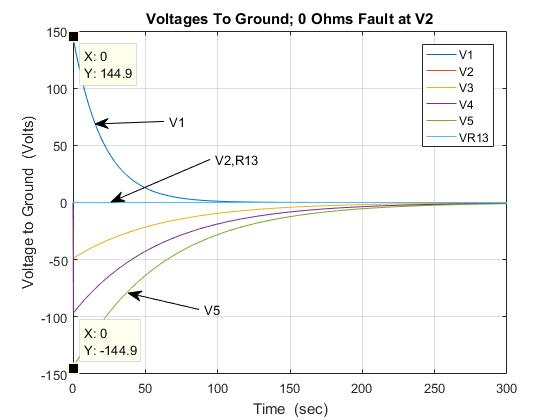 Voltages To Ground; 0 Ohms Fault at V2
Voltage to Ground (Volts)
150
100
50
0
-50
-100
-150
X: 0
Y: 144.9
V1
V2,R13
V5
X: 0
Y: -144.9
V1
V2
V3
V4
V5
VR13
0
50
100
150
200
250
300
Time (sec)